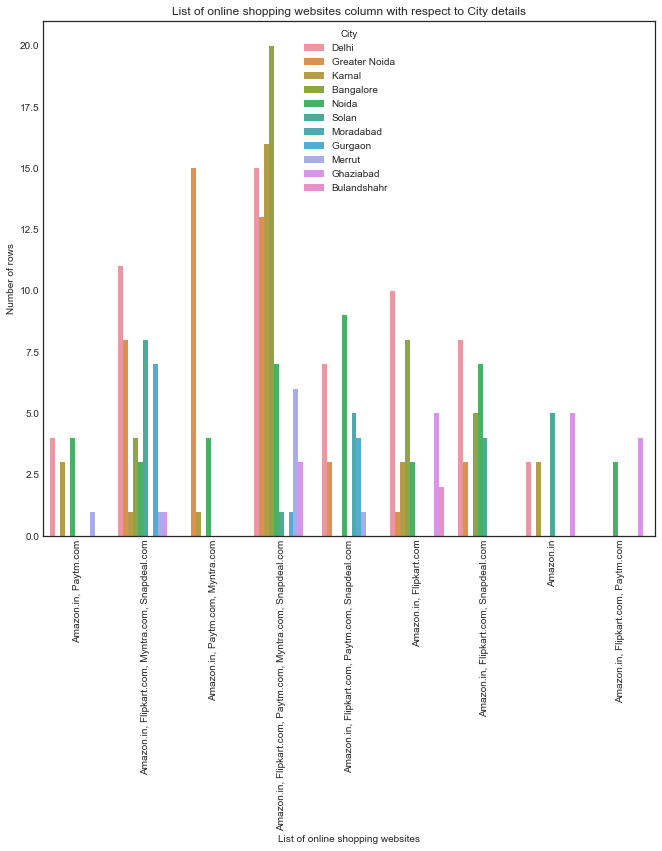 List of online shopping websites column with respect to City details
City
Delhi
Greater Noida
Karnal
Bangalore
Noida
Solan
Moradabad
Gurgaon
Merrut
Ghaziabad
Bulandshahr
Number of rows
20.0
17.5
15.0
12.5
10.0
7.5
5.0
2.5
0.0
Amazon.in, Paytm.com
Amazon.in, Flipkart.com, Myntra.com, Snapdeal.com
Amazon.in, Paytm.com, Myntra.com
Amazon.in, Flipkart.com, Paytm.com, Myntra.com, Snapdeal.com
Amazon.in, Flipkart.com, Paytm.com, Snapdeal.com
Amazon.in, Flipkart.com
Amazon.in, Flipkart.com, Snapdeal.com
Amazon.in
Amazon.in, Flipkart.com, Paytm.com
List of online shopping websites